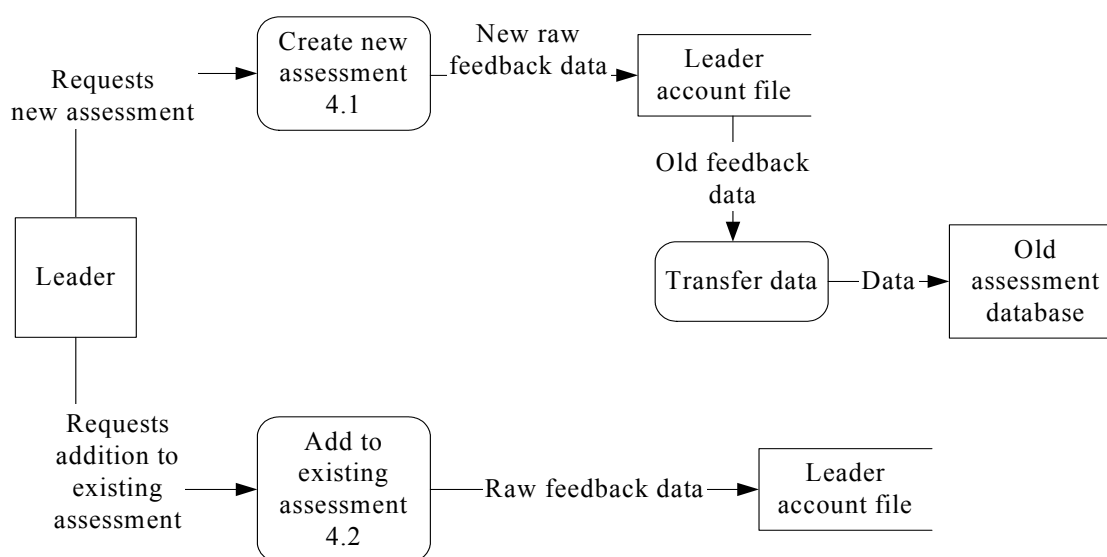 Requests
new assessment
Create new
assessment
4.1
New raw
feedback data
Leader
account file
Old feedback
data
Leader
Transfer data
Data
Old
assessment
database
Requests
addition to
existing
assessment
Add to
existing
assessment
4.2
Raw feedback data
Leader
account file